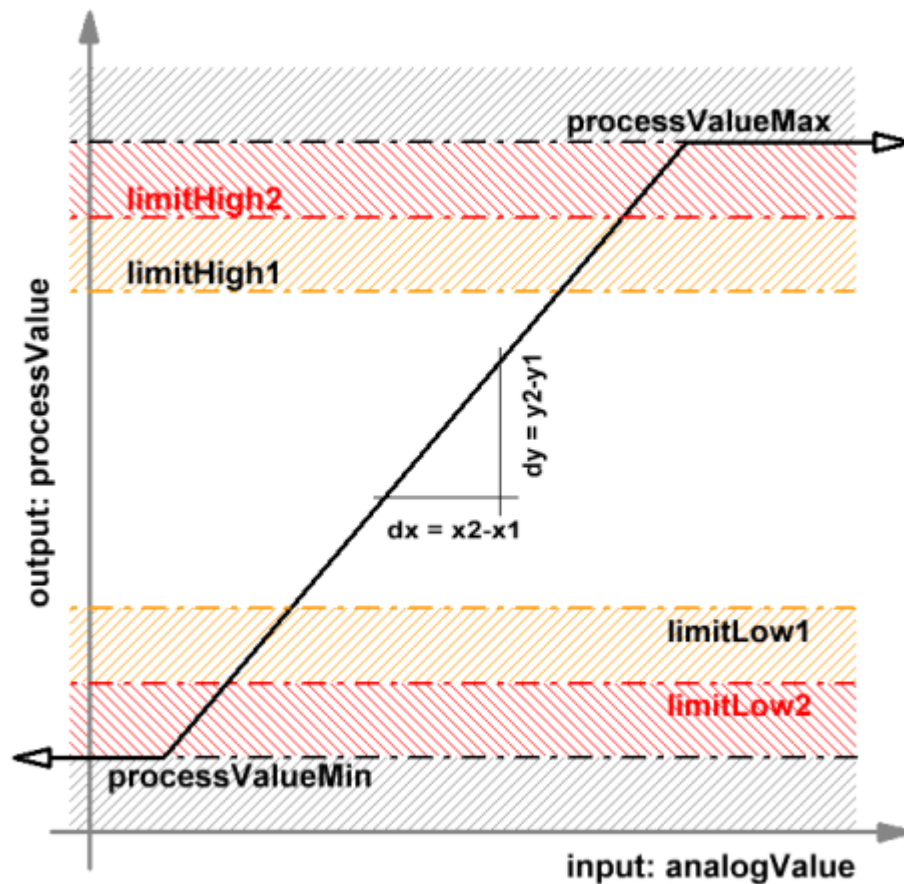 processValueMax
limitHigh2
limitHigh1
output: processValue
dy = y2-y1
dx = x2-x1
limitLow1
limitLow2
processValueMin
input: analogValue